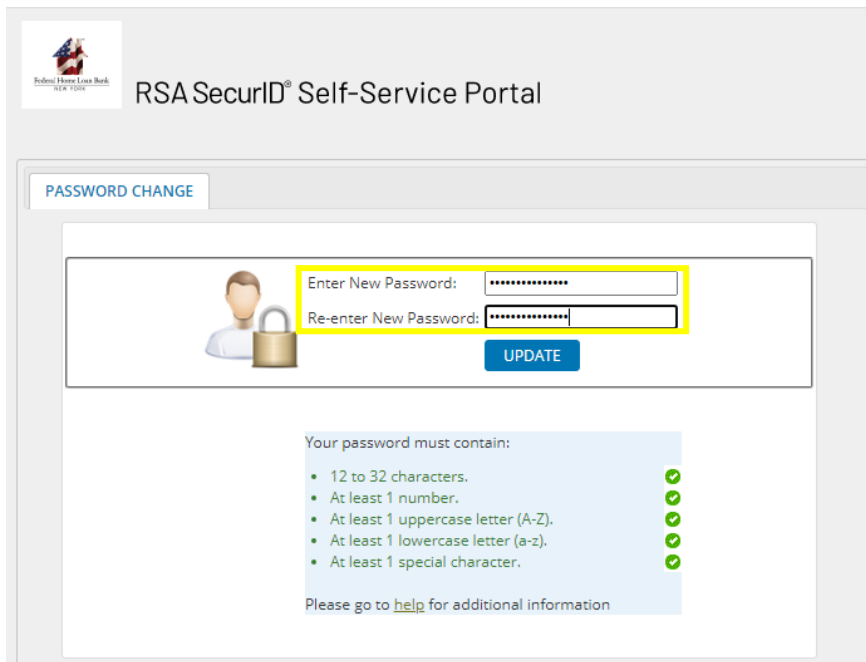 Federal Home Loan Bank
NEW YORK
RSA SecurID® Self-Service Portal
PASSWORD CHANGE
Enter New Password: •••••••••••••••
Re-enter New Password: •••••••••••••••
UPDATE
Your password must contain:
• 12 to 32 characters.
• At least 1 number.
• At least 1 uppercase letter (A-Z).
• At least 1 lowercase letter (a-z).
• At least 1 special character.
Please go to help for additional information